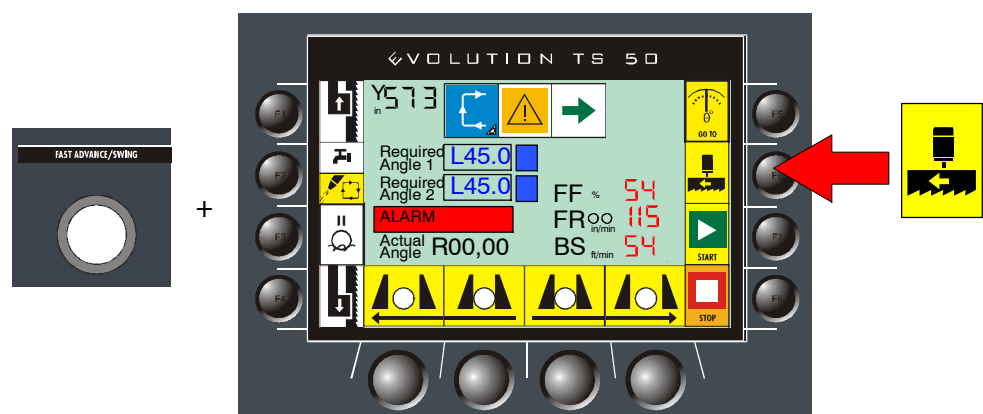 EVOLUTION TS 50
FAST ADVANCE/SWING
+
F1
F2
F3
F4
Y573
in
Required
Angle 1 L45.0
Required
Angle 2 L45.0
ALARM
Actual
Angle R00,00
FF % 54
FR in/min 115
BS ft/min 54
θ°
GO TO
START
STOP
F5
F7
F8